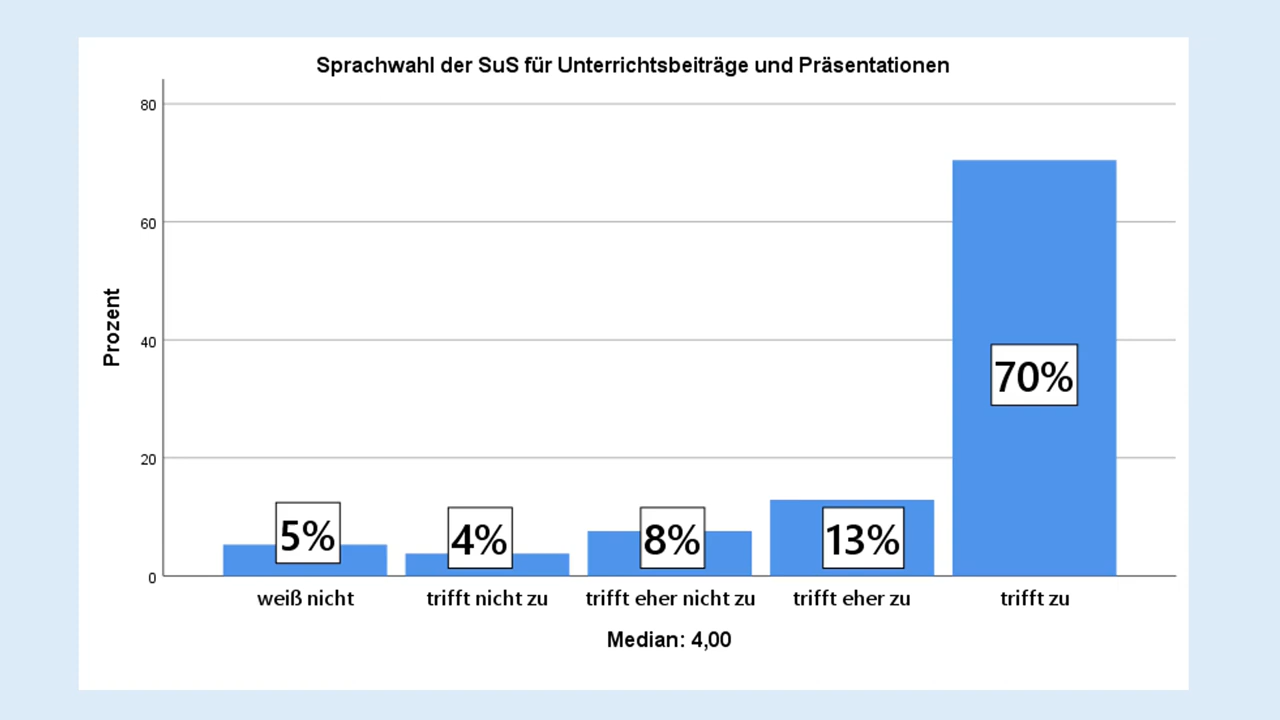 Sprachwahl der SuS für Unterrichtsbeiträge und Präsentationen
80
60
40
20
0
Prozent
5%
4%
8%
13%
70%
weiß nicht
trifft nicht zu
trifft eher nicht zu
trifft eher zu
trifft zu
Median: 4,00